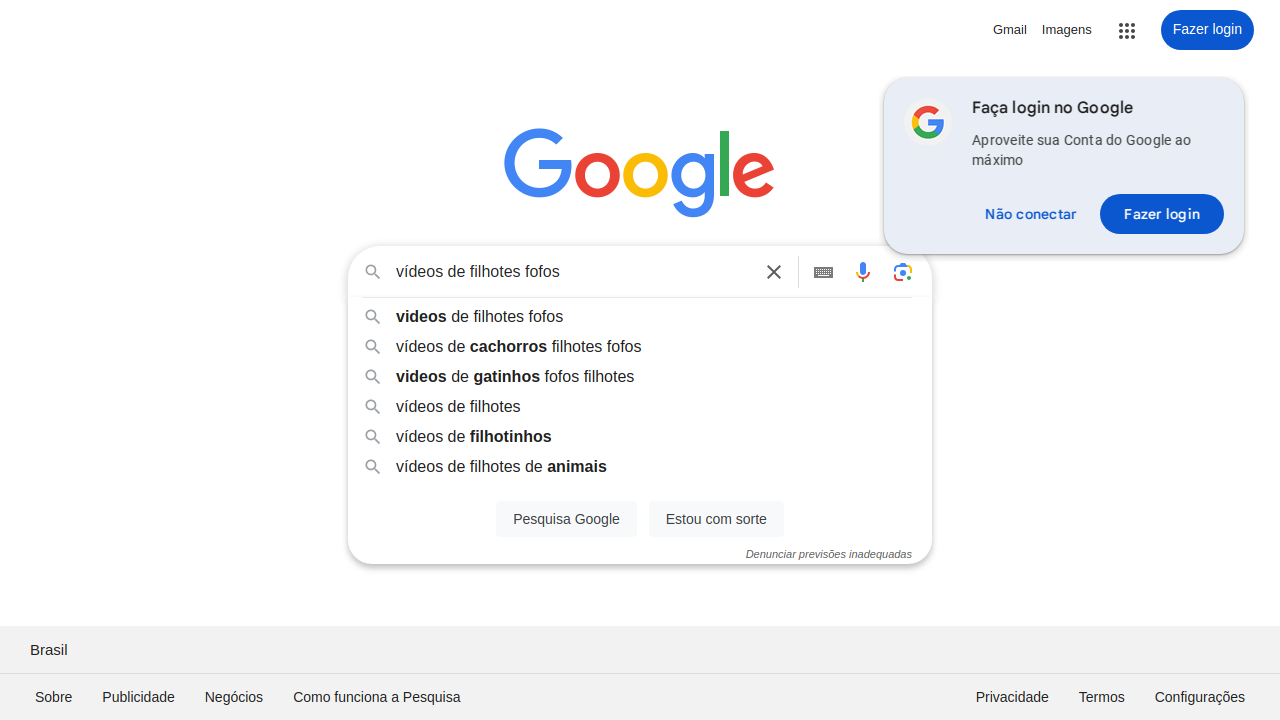 Gmail
Imagens
Fazer login
Faça login no Google
Aproveite sua Conta do Google ao
máximo
Não conectar
Fazer login
Google
vídeos de filhotes fofos
videos de filhotes fofos
vídeos de cachorros filhotes fofos
videos de gatinhos fofos filhotes
vídeos de filhotes
vídeos de filhotinhos
vídeos de filhotes de animais
Pesquisa Google
Estou com sorte
Denunciar previsões inadequadas
Brasil
Sobre
Publicidade
Negócios
Como funciona a Pesquisa
Privacidade
Termos
Configurações